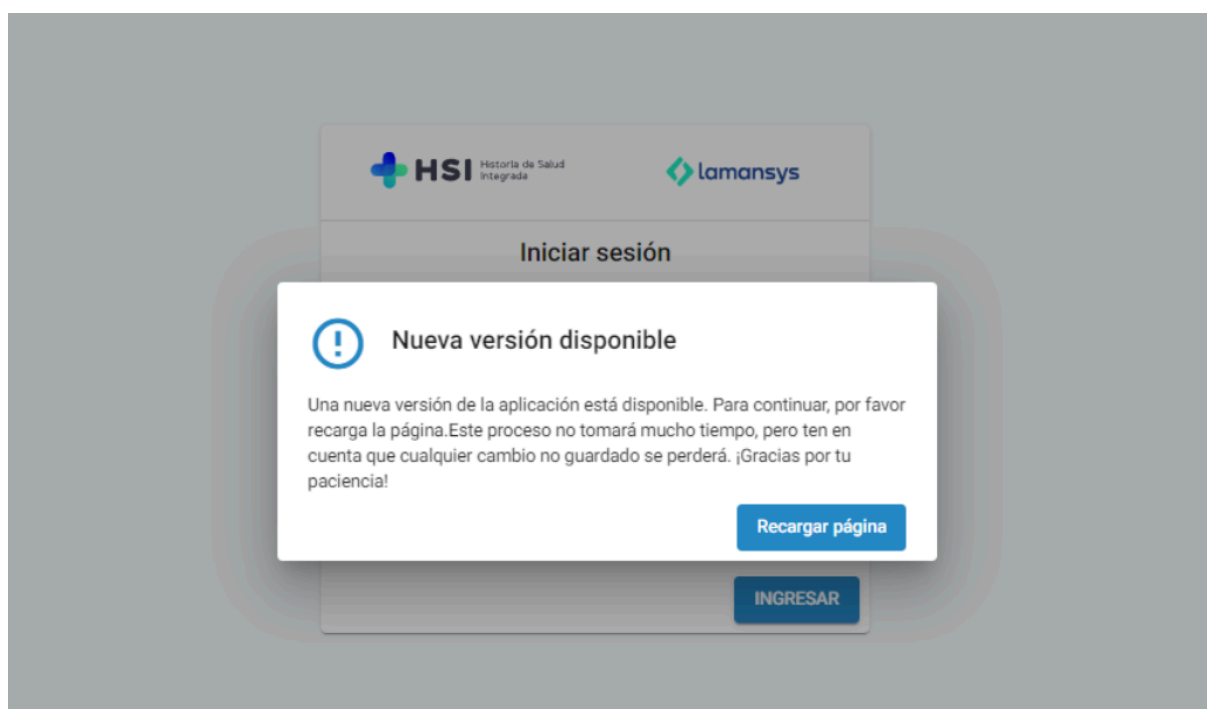 HSI Historia de Salud
Integrada
lamansys
Iniciar sesión
Nueva versión disponible
Una nueva versión de la aplicación está disponible. Para continuar, por favor
recarga la página.Este proceso no tomará mucho tiempo, pero ten en
cuenta que cualquier cambio no guardado se perderá. ¡Gracias por tu
paciencia!
Recargar página
INGRESAR